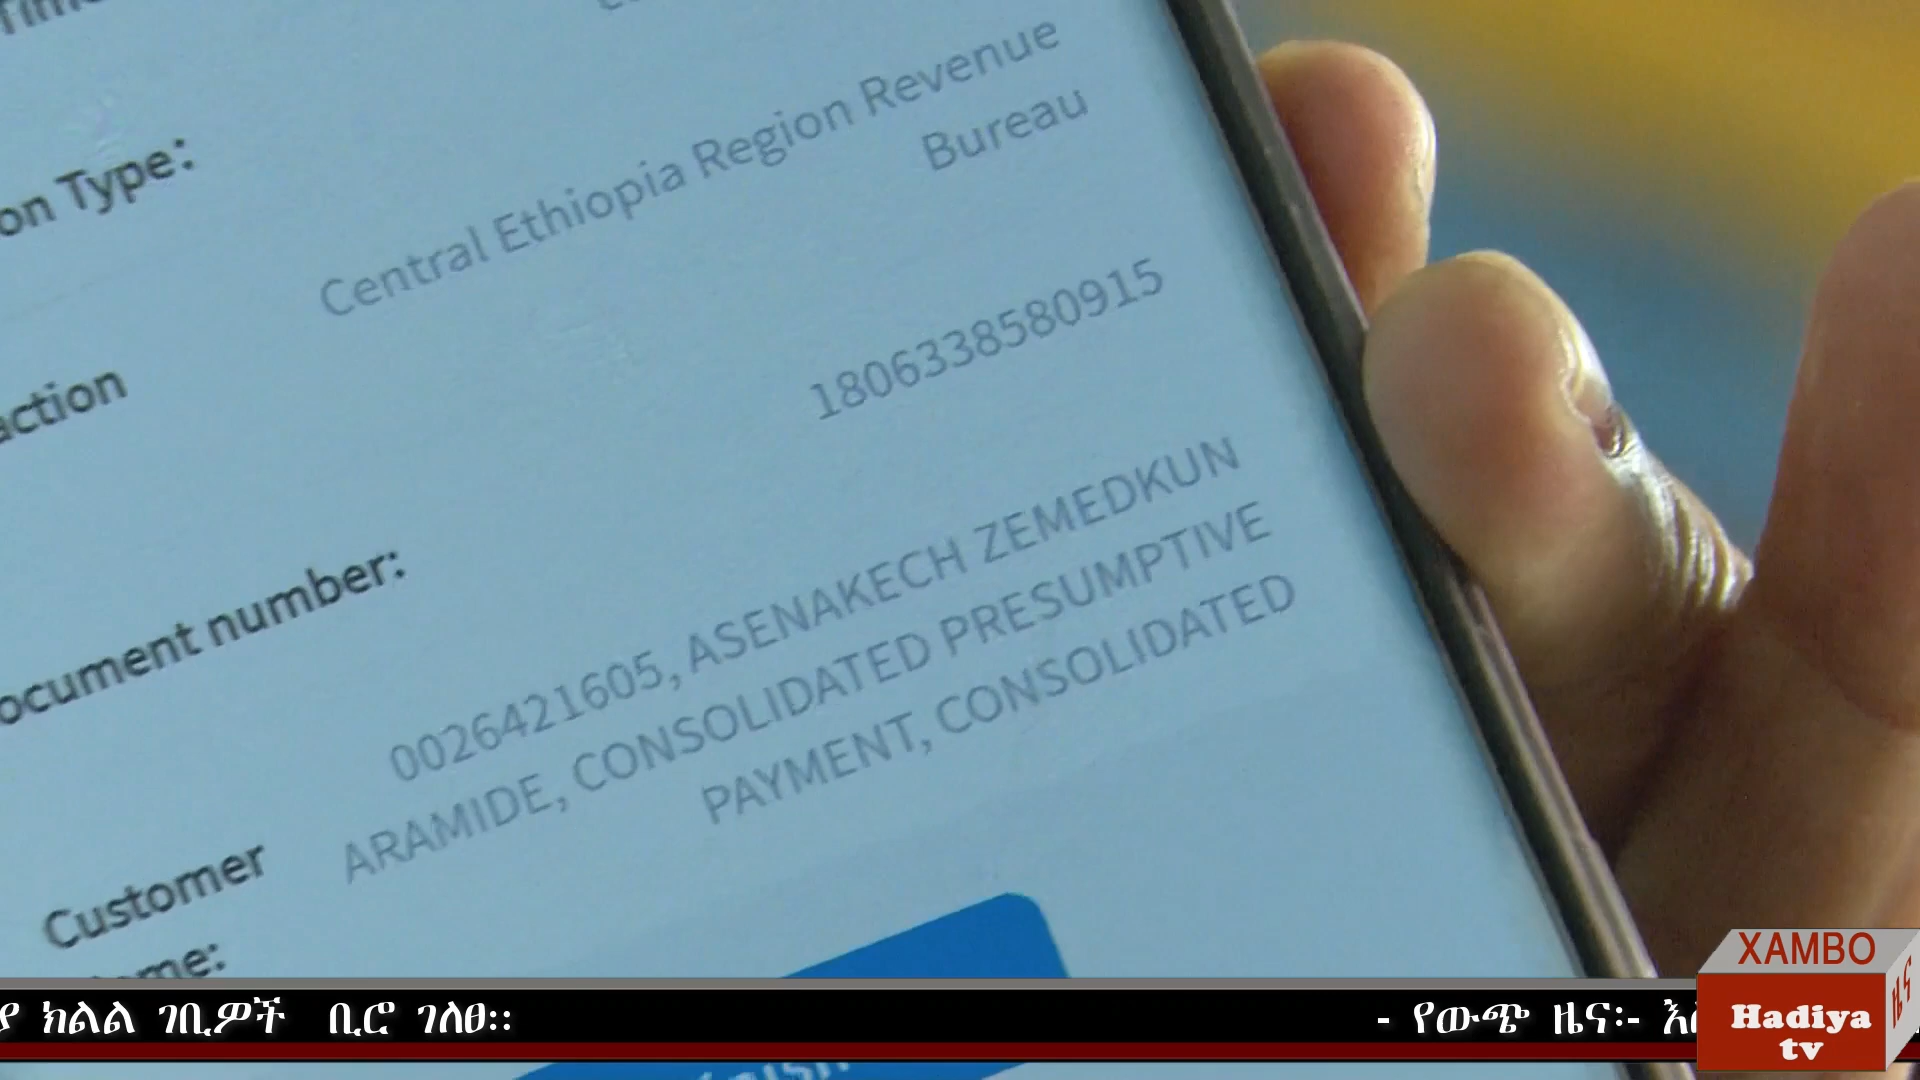 on Type:
Central Ethiopia Region Revenue
Bureau
action
1806338580915
ocument number:
0026421605, ASENAKECH ZEMEDKUN
ARAMIDE, CONSOLIDATED PRESUMPTIVE
PAYMENT, CONSOLIDATED
Customer
XAMBO
ዜና
Hadiya
tv
ያ ክልል ገቢዎች ቢሮ ገለፀ፡፡
- የውጭ ዜና፡-